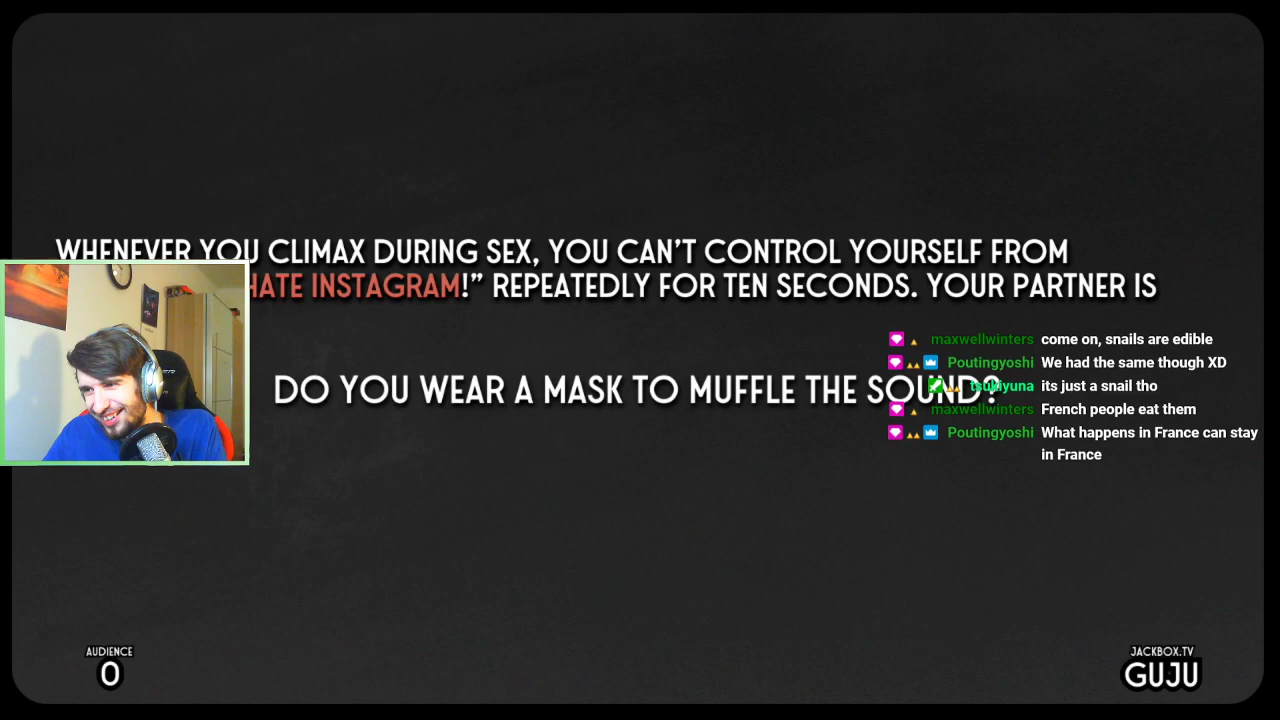 WHENEVER YOU CLIMAX DURING SEX, YOU CAN'T CONTROL YOURSELF FROM
HATE INSTAGRAM!" REPEATEDLY FOR TEN SECONDS. YOUR PARTNER IS
DO YOU WEAR A MASK TO MUFFLE THE SOUND?
maxwellwinters come on, snails are edible
Poutingyoshi We had the same though XD
tsukiyuna its just a snail tho
maxwellwinters French people eat them
Poutingyoshi What happens in France can stay
in France
AUDIENCE
0
JACKBOX.TV
GUJU